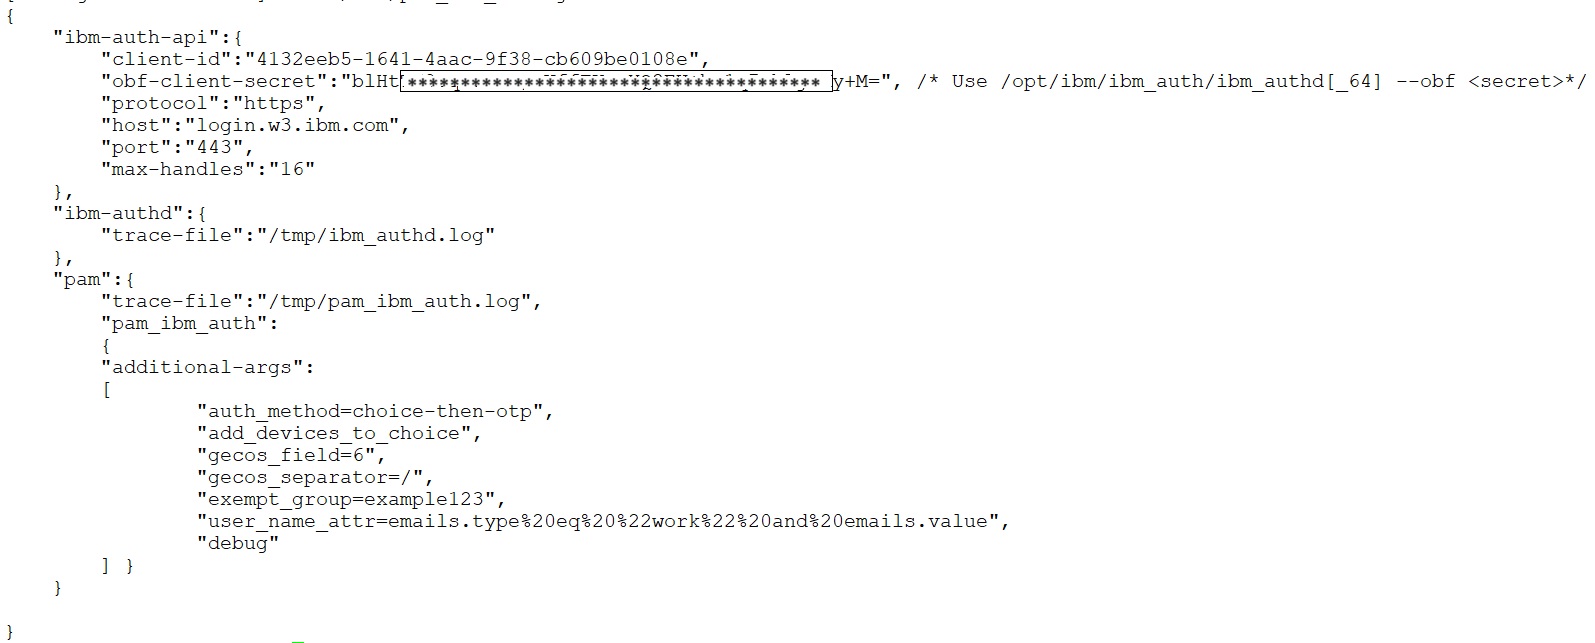 {
    "ibm-auth-api":{
        "client-id":"4132eeb5-1641-4aac-9f38-cb609be0108e",
        "obf-client-secret":"blHt***************************************y+M=", /* Use /opt/ibm/ibm_auth/ibm_authd[_64] --obf <secret>*/
        "protocol":"https",
        "host":"login.w3.ibm.com",
        "port":"443",
        "max-handles":"16"
    },
    "ibm-authd":{
        "trace-file":"/tmp/ibm_authd.log"
    },
    "pam":{
        "trace-file":"/tmp/pam_ibm_auth.log",
        "pam_ibm_auth":
        {
        "additional-args":
        [
                "auth_method=choice-then-otp",
                "add_devices_to_choice",
                "gecos_field=6",
                "gecos_separator=/",
                "exempt_group=example123",
                "user_name_attr=emails.type%20eq%20%22work%22%20and%20emails.value",
                "debug"
        ] }
    }
}